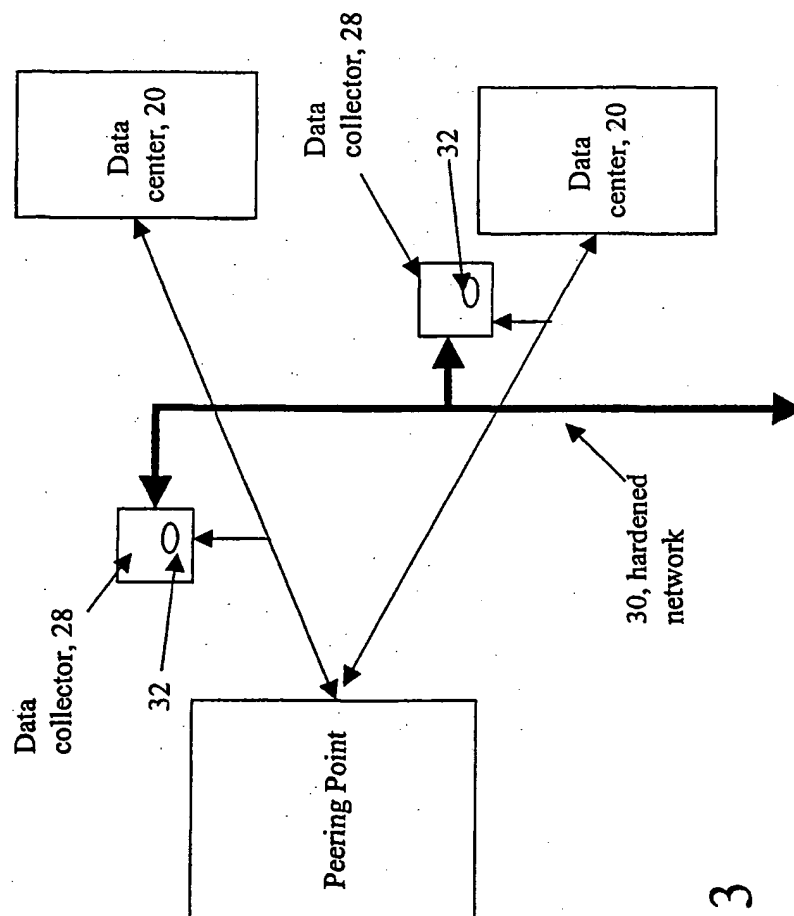 Data
collector, 28
32
Data
center, 20
Data
collector, 28
32
Data
center, 20
Peering Point
30, hardened
network
3